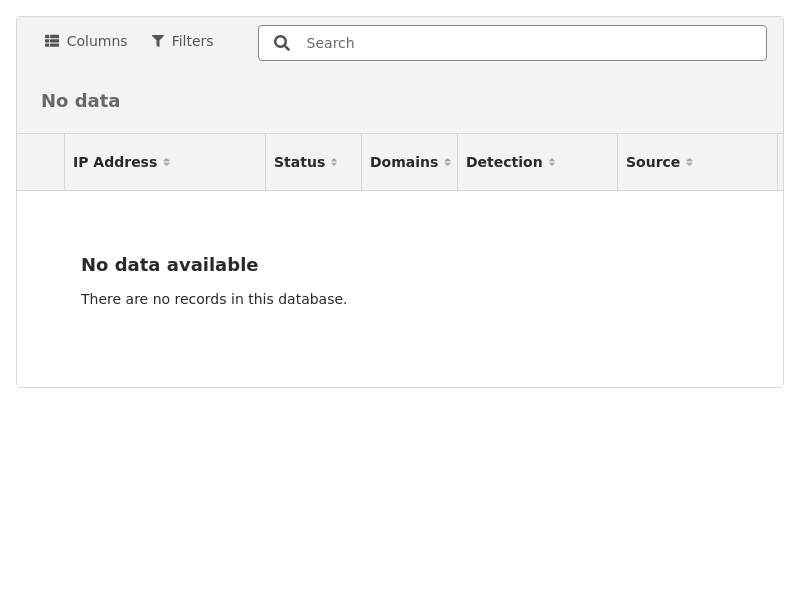 Columns Filters Search
No data
IP Address Status Domains Detection Source
No data available
There are no records in this database.